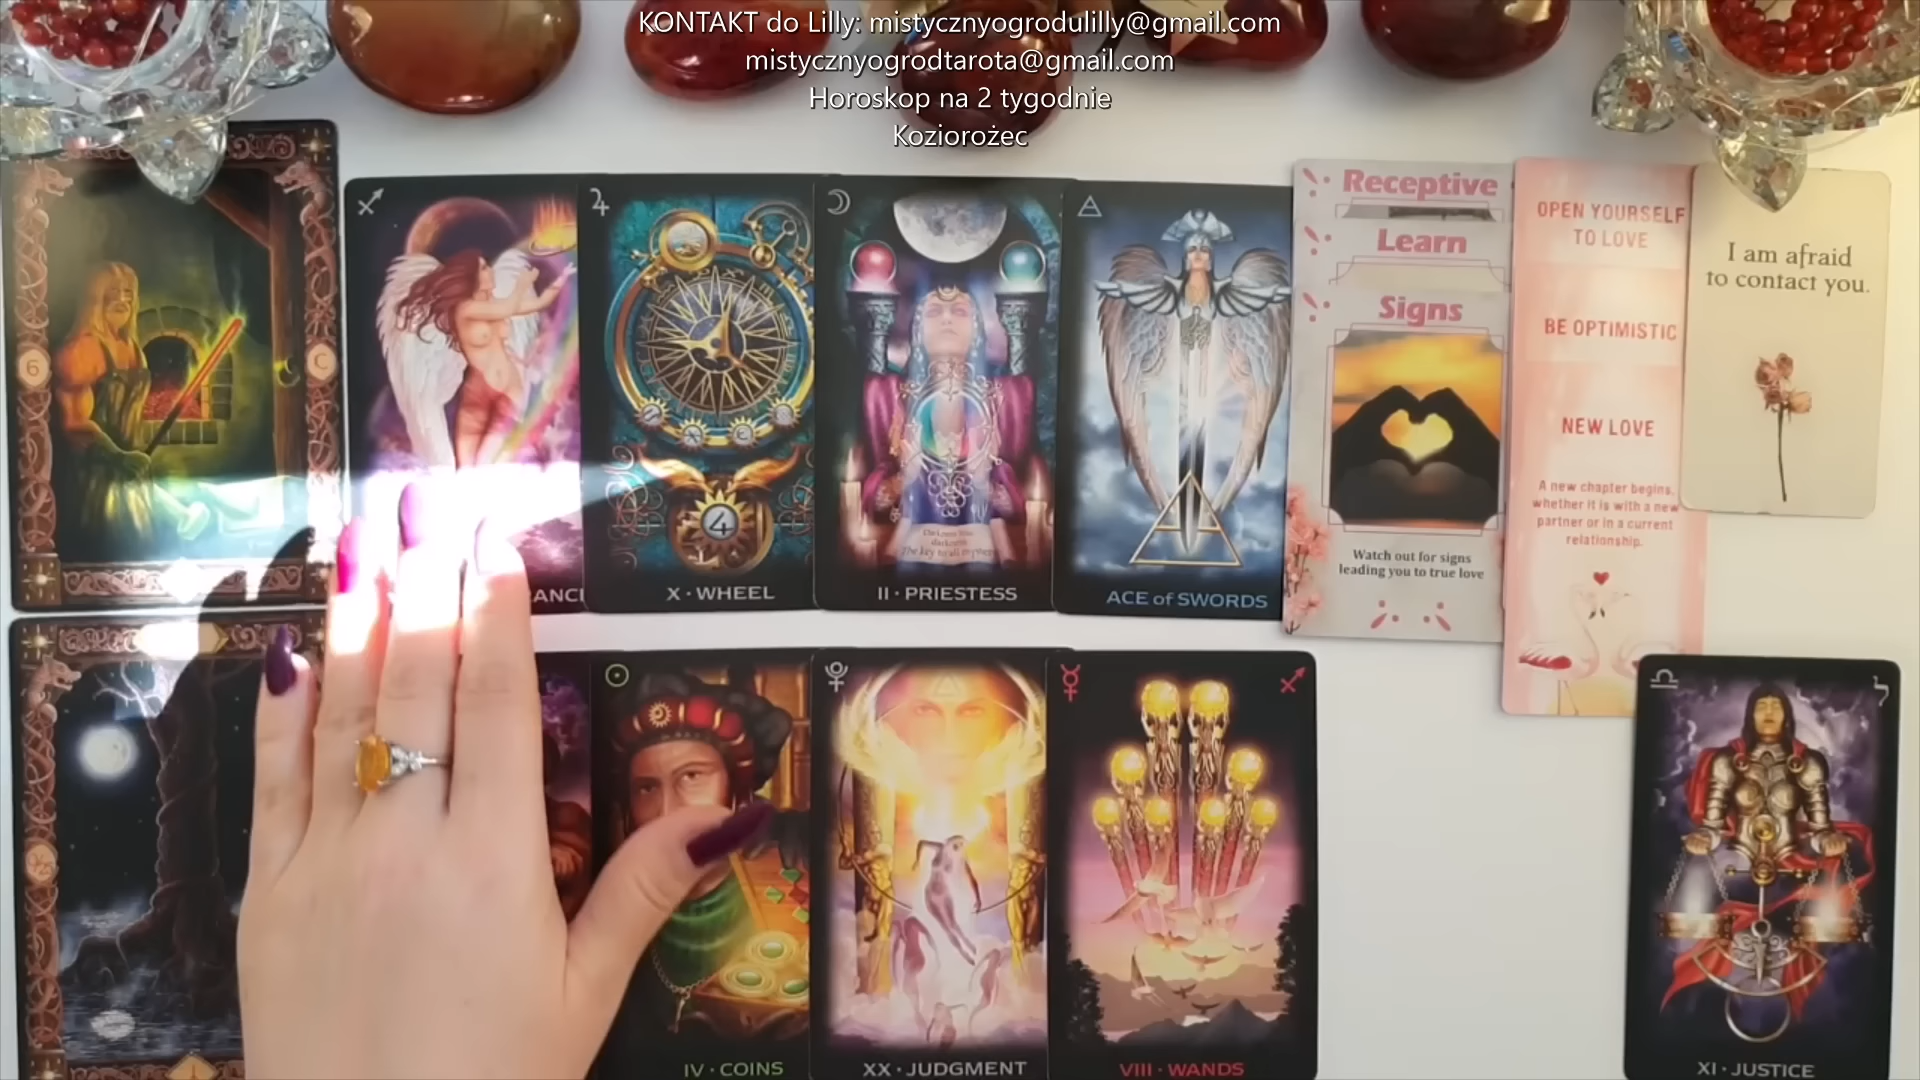 KONTAKT do Lilly: mistycznyogrodulilly@gmail.com
mistycznyogrodtarota@gmail.com
Horoskop na 2 tygodnie
Koziorożec
6
C
X • WHEEL
II • PRIESTESS
ACE of SWORDS
Receptive
Learn
Signs
Watch out for signs
leading you to true love
OPEN YOURSELF
TO LOVE
BE OPTIMISTIC
NEW LOVE
A new chapter begins,
whether it is with a new
partner or in a current
relationship.
I am afraid
to contact you.
IV • COINS
XX • JUDGMENT
VIII • WANDS
XI • JUSTICE